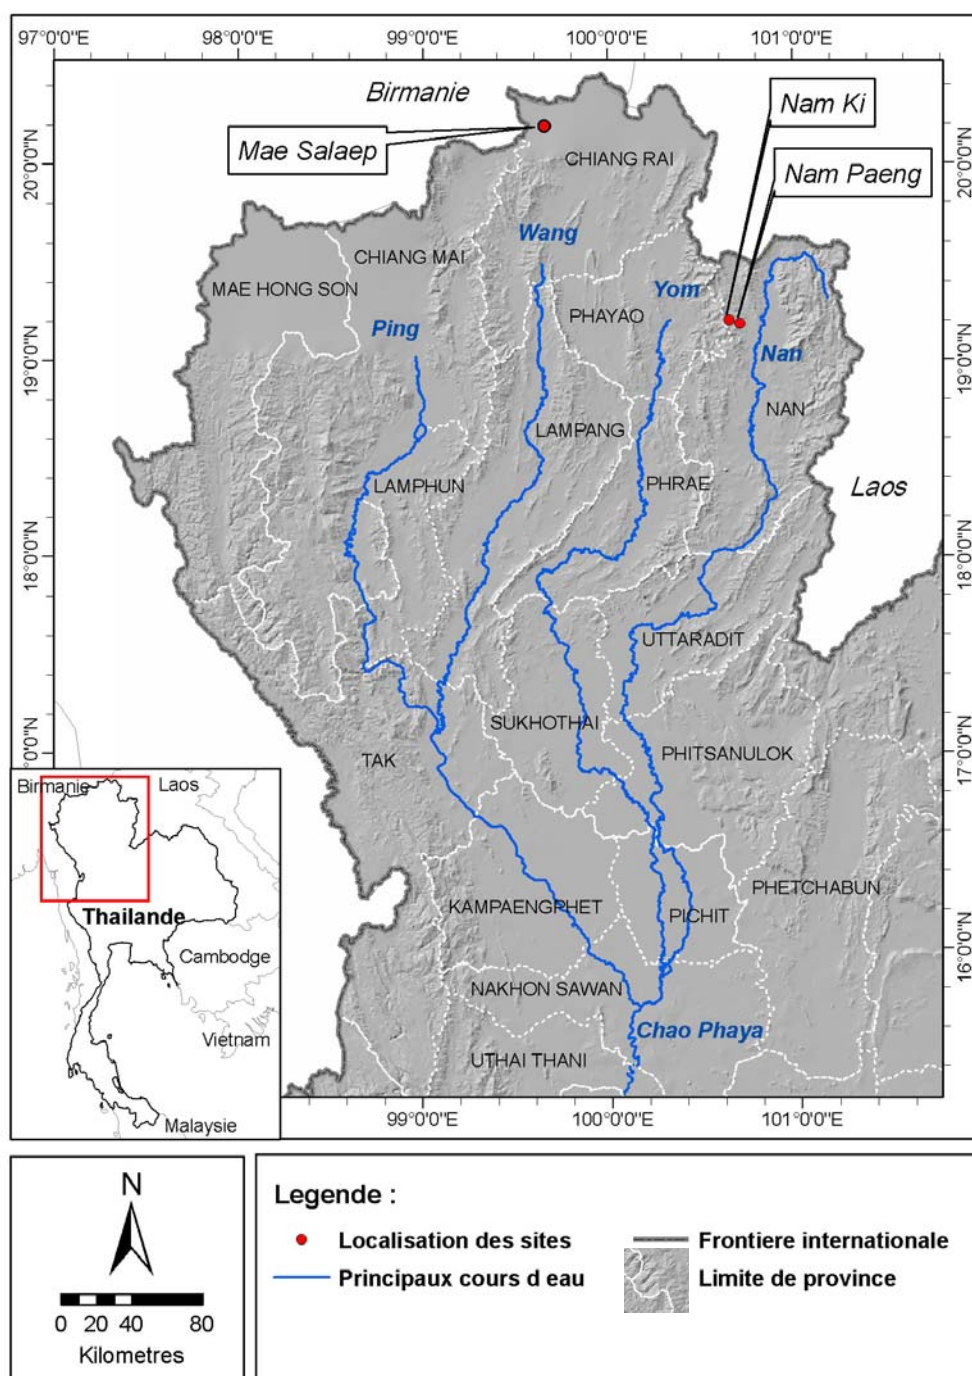 97°0'0"E
98°0'0"E
99°0'0"E
100°0'0"E
101°0'0"E
Birmanie
Nam Ki
Mae Salaep
CHIANG RAI
Nam Paeng
20°0'0"N
20°0'0"N
Wang
CHIANG MAI
MAE HONG SON
Yom
PHAYAO
Ping
Nan
19°0'0"N
19°0'0"N
NAN
LAMPANG
LAMPHUN
PHRAE
Laos
18°0'0"N
18°0'0"N
UTTARADIT
SUKHOTHAI
TAK
PHITSANULOK
17°0'0"N
17°0'0"N
Birmanie
Laos
PHETCHABUN
KAMPAENGPHET
PICHIT
Thailande
Cambodge
16°0'0"N
NAKHON SAWAN
Chao Phaya
Vietnam
UTHAI THANI
Malaysie
99°0'0"E
100°0'0"E
101°0'0"E
N
0 20 40 80
Kilometres
Legende :
Localisation des sites
Frontiere internationale
Principaux cours d eau
Limite de province